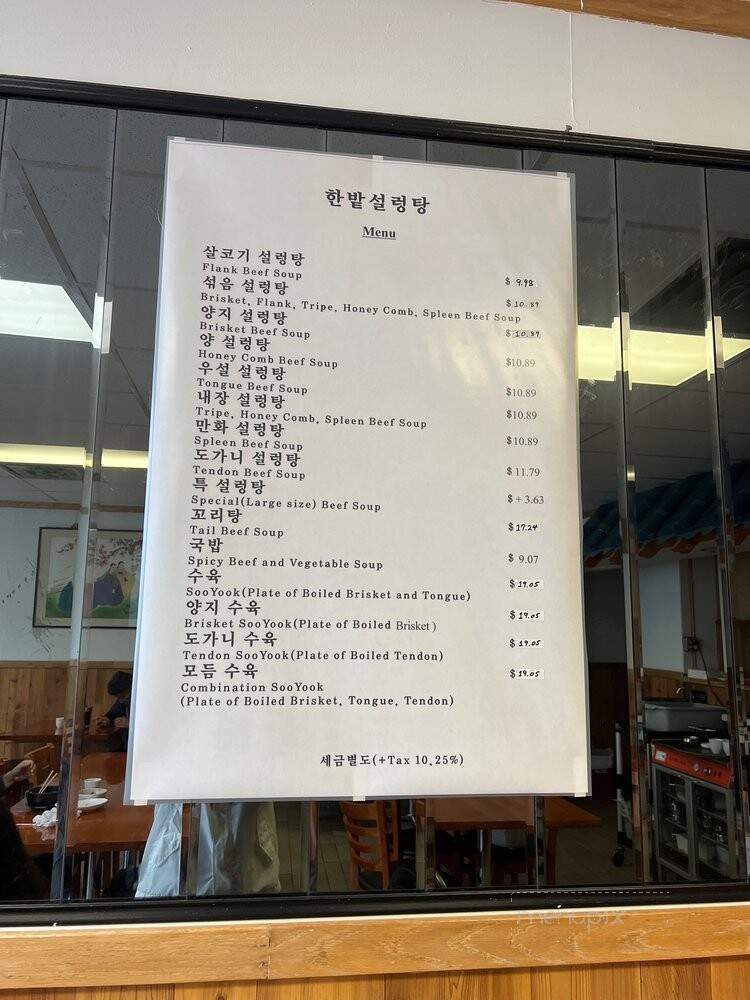 한밭설렁탕
Menu
살코기 설렁탕
Flank Beef Soup $ 9.98
섞음 설렁탕
Brisket, Flank, Tripe, Honey Comb, Spleen Beef Soup $ 10.89
양지 설렁탕
Brisket Beef Soup $ 10.89
양 설렁탕
Honey Comb Beef Soup $10.89
우설 설렁탕
Tongue Beef Soup $10.89
내장 설렁탕
Tripe, Honey Comb, Spleen Beef Soup $10.89
만화 설렁탕
Spleen Beef Soup $10.89
도가니 설렁탕
Tendon Beef Soup $ 11.79
특 설렁탕
Special(Large size) Beef Soup $ + 3.63
꼬리탕
Tail Beef Soup $ 17.24
국밥
Spicy Beef and Vegetable Soup $ 9.07
수육
SooYook(Plate of Boiled Brisket and Tongue) $ 19.05
양지 수육
Brisket SooYook(Plate of Boiled Brisket ) $ 19.05
도가니 수육
Tendon SooYook(Plate of Boiled Tendon) $ 19.05
모듬 수육 $ 19.05
Combination SooYook
(Plate of Boiled Brisket, Tongue, Tendon)
세금별도(+Tax 10.25%)